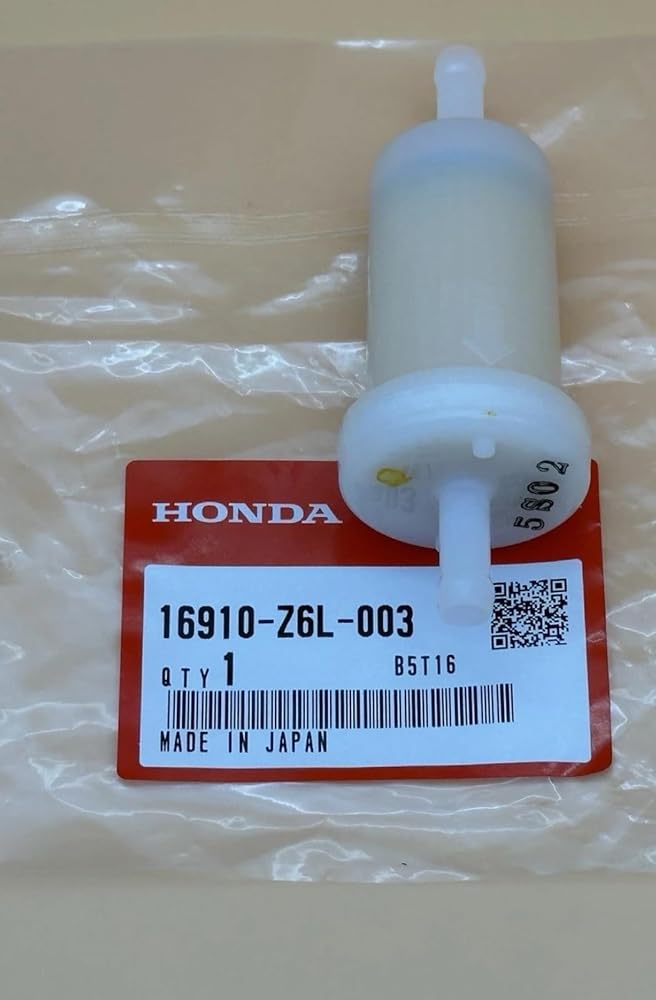 5S02
HONDA
16910-Z6L-003
QTY 1
B5T16
MADE IN JAPAN